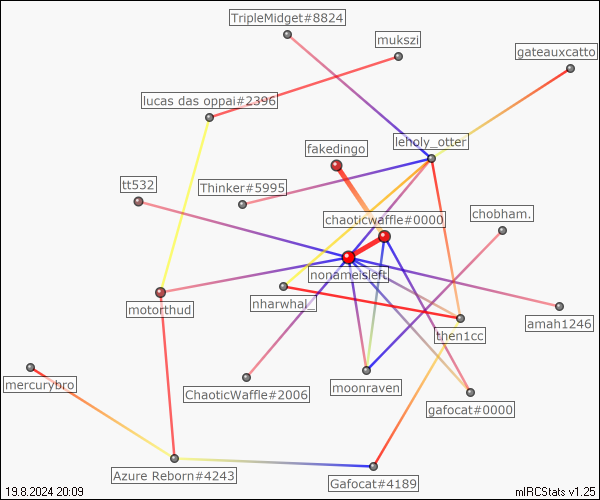 TripleMidget#8824
mukszi
gateauxcatto
lucas das oppai#2396
leholy_otter
fakedingo
tt532
Thinker#5995
chaoticwaffle#0000
chobham.
nonameisleft
motorthud
nharwhal_
amah1246
then1cc
mercurybro
ChaoticWaffle#2006
moonraven
gafocat#0000
Azure Reborn#4243
Gafocat#4189
19.8.2024 20:09
mIRCStats v1.25